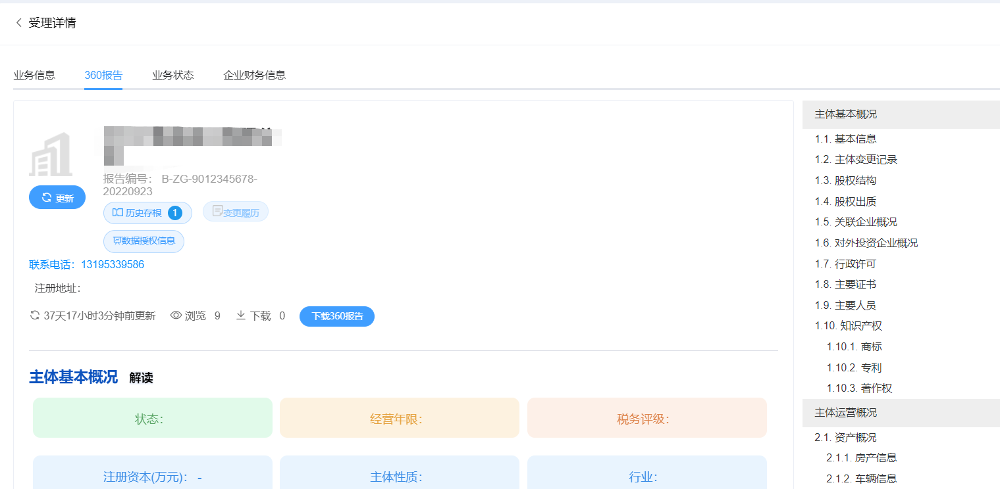 受理详情
业务信息 360报告 业务状态 企业财务信息
报告编号： B-ZG-9012345678-
20220923
更新
历史存根 1 变更履历
数据授权信息
联系电话：13195339586
注册地址：
37天17小时3分钟前更新 浏览 9 下载 0 下载360报告
主体基本概况 解读
状态： 经营年限： 税务评级：
注册资本(万元)： - 主体性质： 行业：
主体基本概况
1.1. 基本信息
1.2. 主体变更记录
1.3. 股权结构
1.4. 股权出质
1.5. 关联企业概况
1.6. 对外投资企业概况
1.7. 行政许可
1.8. 主要证书
1.9. 主要人员
1.10. 知识产权
1.10.1. 商标
1.10.2. 专利
1.10.3. 著作权
主体运营概况
2.1. 资产概况
2.1.1. 房产信息
2.1.2. 车辆信息